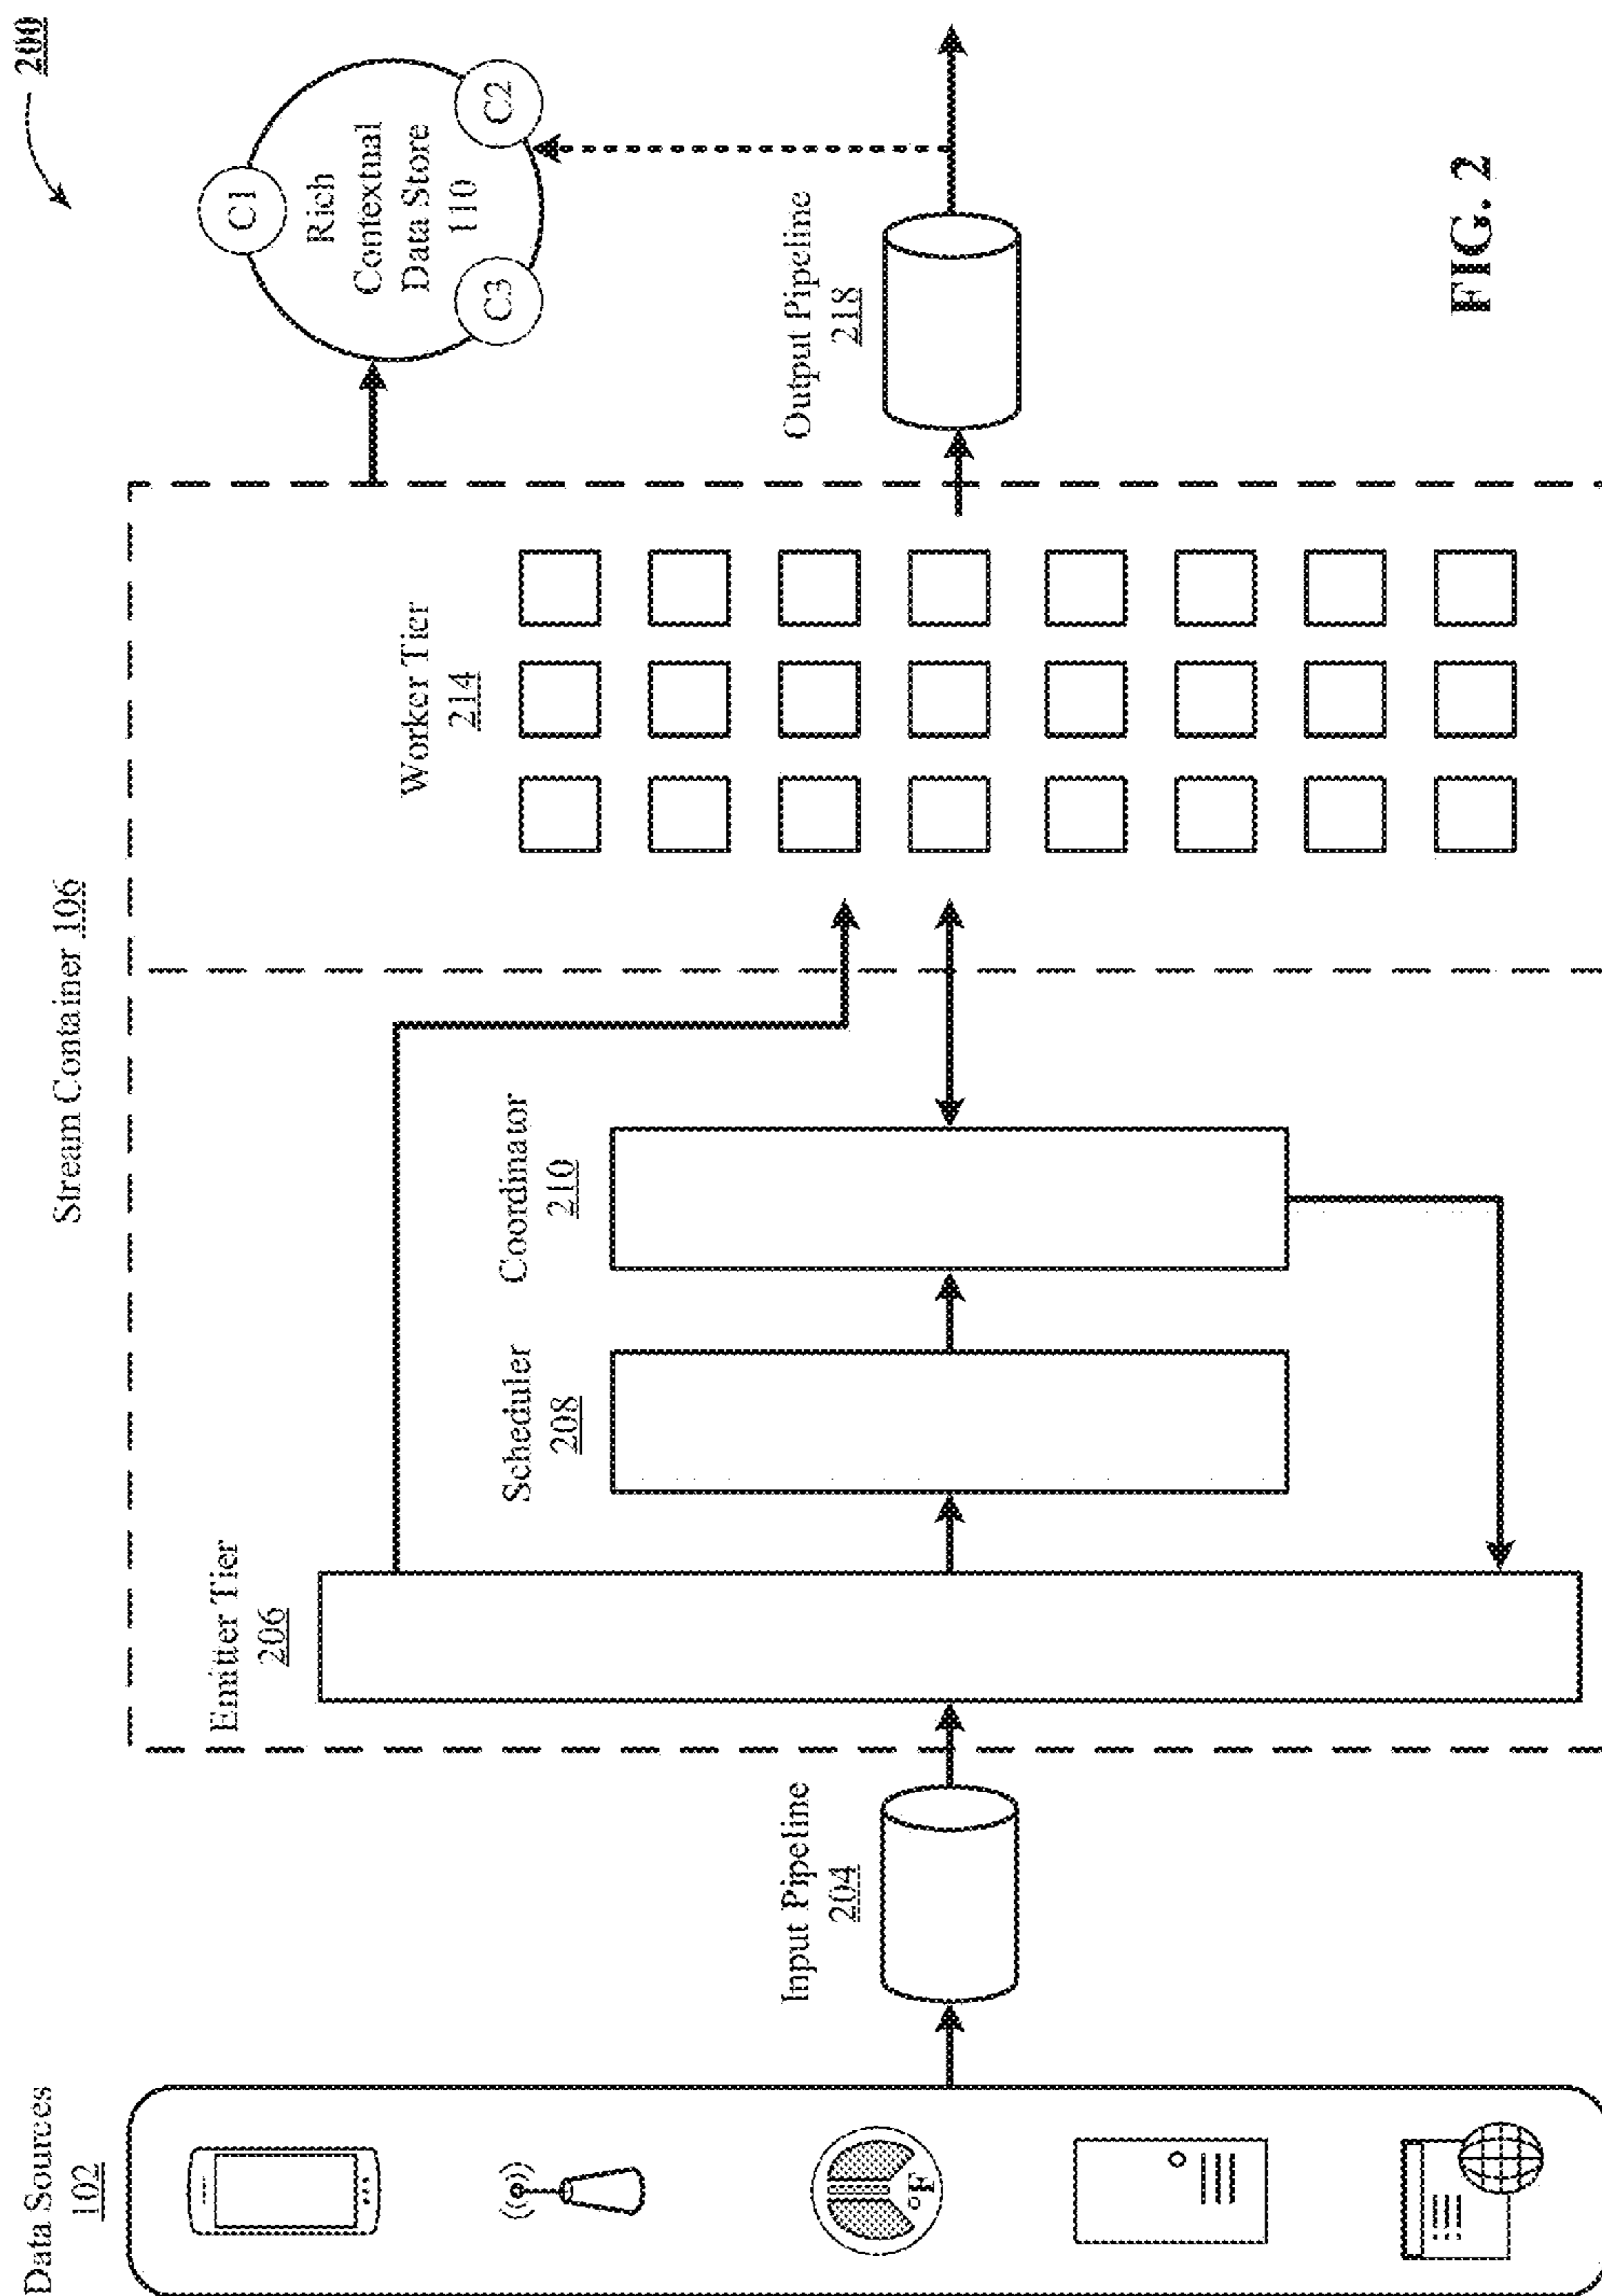 200
Stream Container 106
Data Sources
102
Input Pipeline
204
Emitter Tier
206
Scheduler
208
Coordinator
210
Worker Tier
214
C1
Rich
Contextual
Data Store
110
C3
C2
Output Pipeline
218
°F
FIG. 2